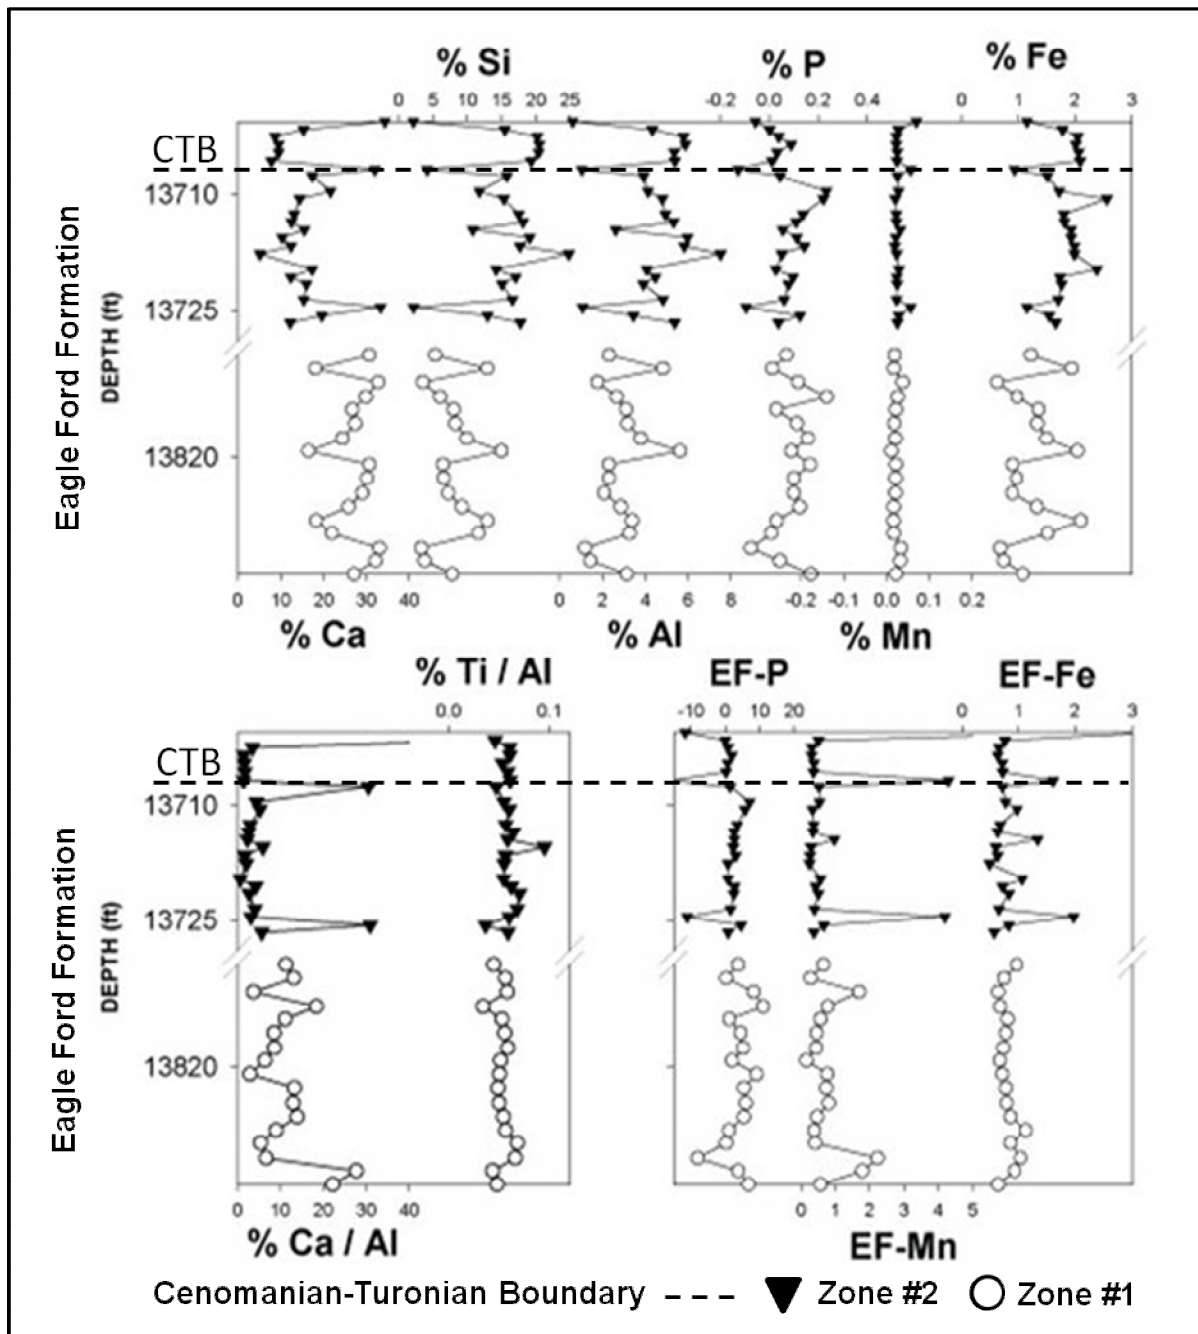 % Si
% P
% Fe
0 5 10 15 20 25
-0.2 0.0 0.2 0.4
0 1 2 3
CTB
13710
13725
13820
Eagle Ford Formation
DEPTH (ft)
0 10 20 30 40
0 2 4 6 8
-0.2 -0.1 0.0 0.1 0.2
% Ca
% Al
% Mn
% Ti / Al
EF-P
EF-Fe
0.0 0.1
-10 0 10 20
0 1 2 3
CTB
13710
13725
13820
Eagle Ford Formation
DEPTH (ft)
0 10 20 30 40
0 1 2 3 4 5
% Ca / Al
EF-Mn
Cenomanian-Turonian Boundary
Zone #2
Zone #1